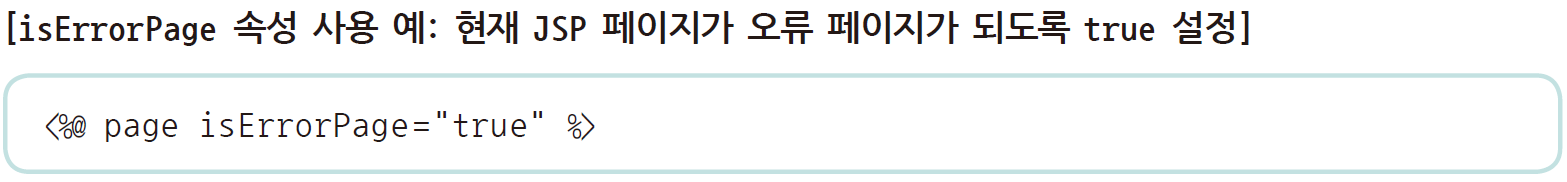 [isErrorPage 속성 사용 예: 현재 JSP 페이지가 오류 페이지가 되도록 true 설정]
<%@ page isErrorPage="true" %>